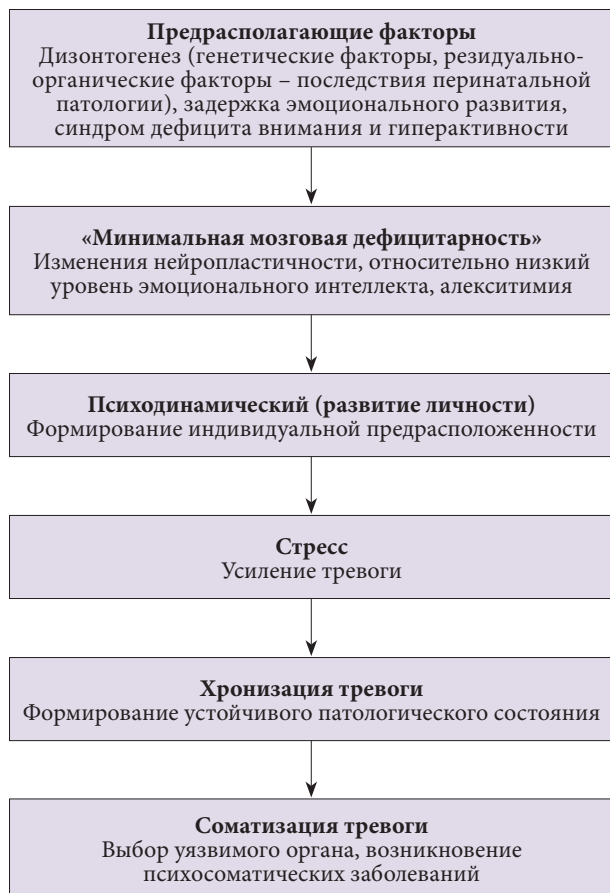 Предрасполагающие факторы
Дизонтогенез (генетические факторы, резидуально-
органические факторы – последствия перинатальной
патологии), задержка эмоционального развития,
синдром дефицита внимания и гиперактивности
«Минимальная мозговая дефицитарность»
Изменения нейропластичности, относительно низкий
уровень эмоционального интеллекта, алекситимия
Психодинамический (развитие личности)
Формирование индивидуальной предрасположенности
Стресс
Усиление тревоги
Хронизация тревоги
Формирование устойчивого патологического состояния
Соматизация тревоги
Выбор уязвимого органа, возникновение
психосоматических заболеваний